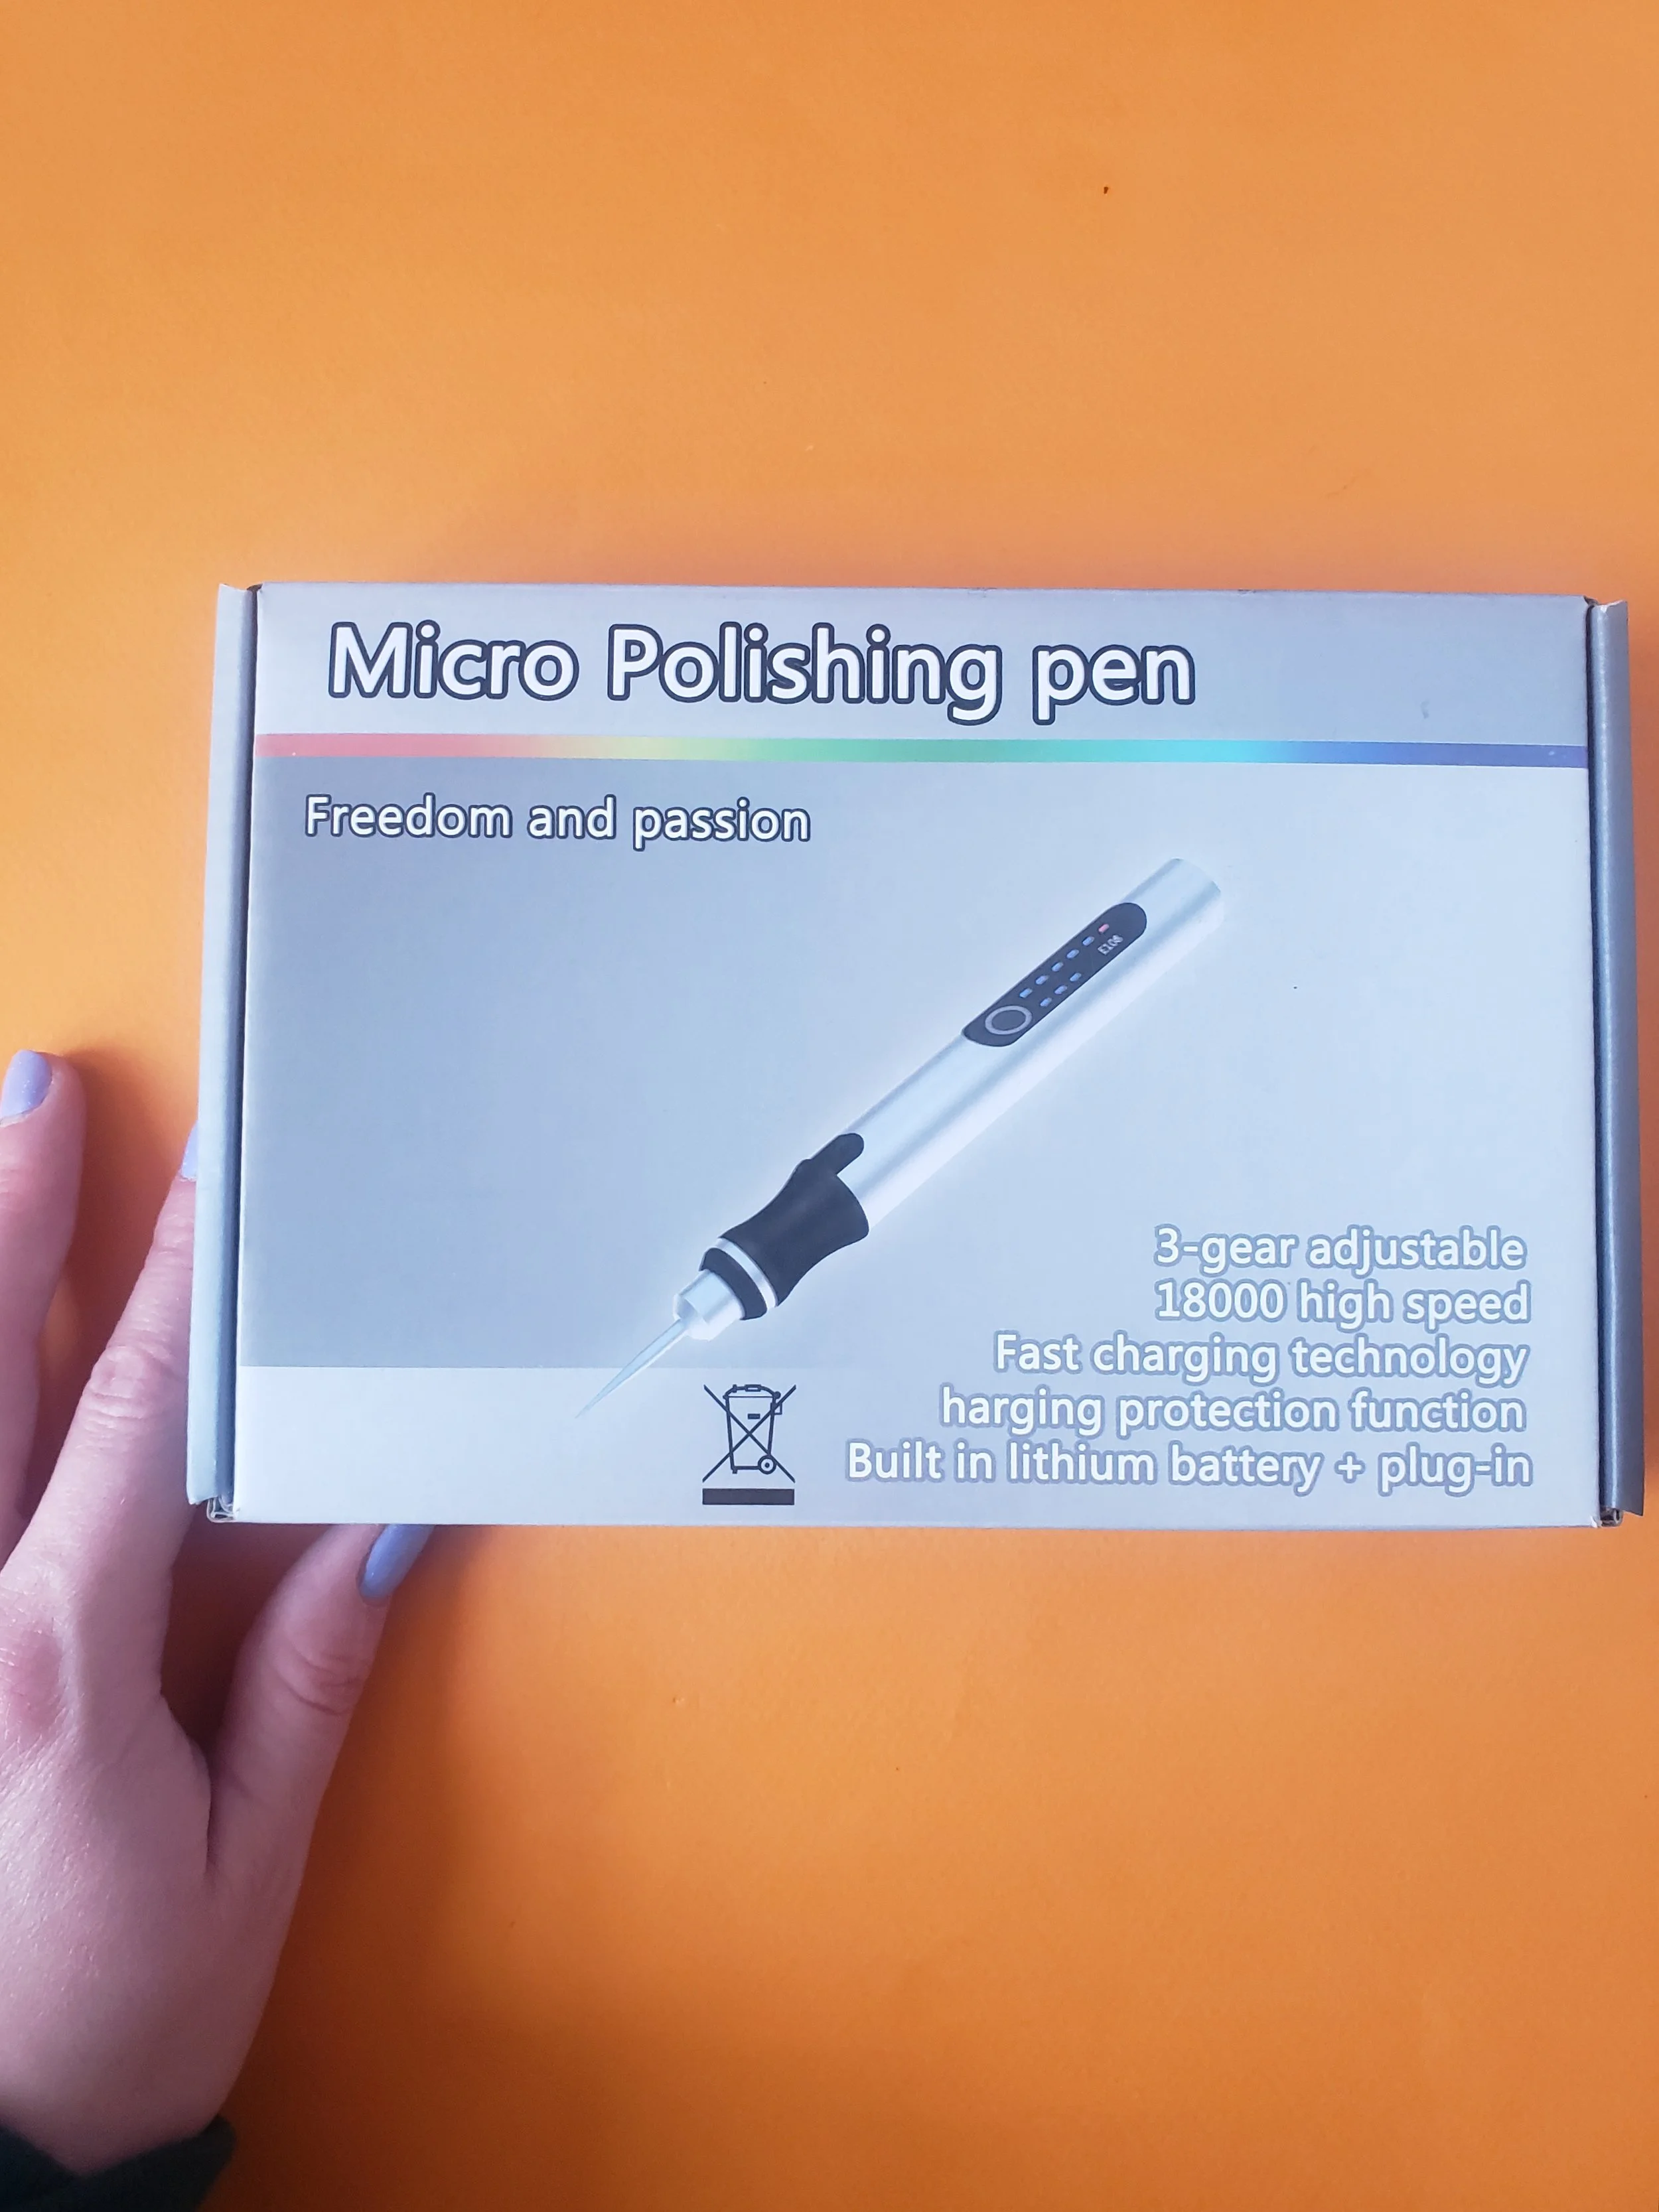 Micro Polishing pen
Freedom and passion
3-gear adjustable
18000 high speed
Fast charging technology
harging protection function
Built in lithium battery + plug-in